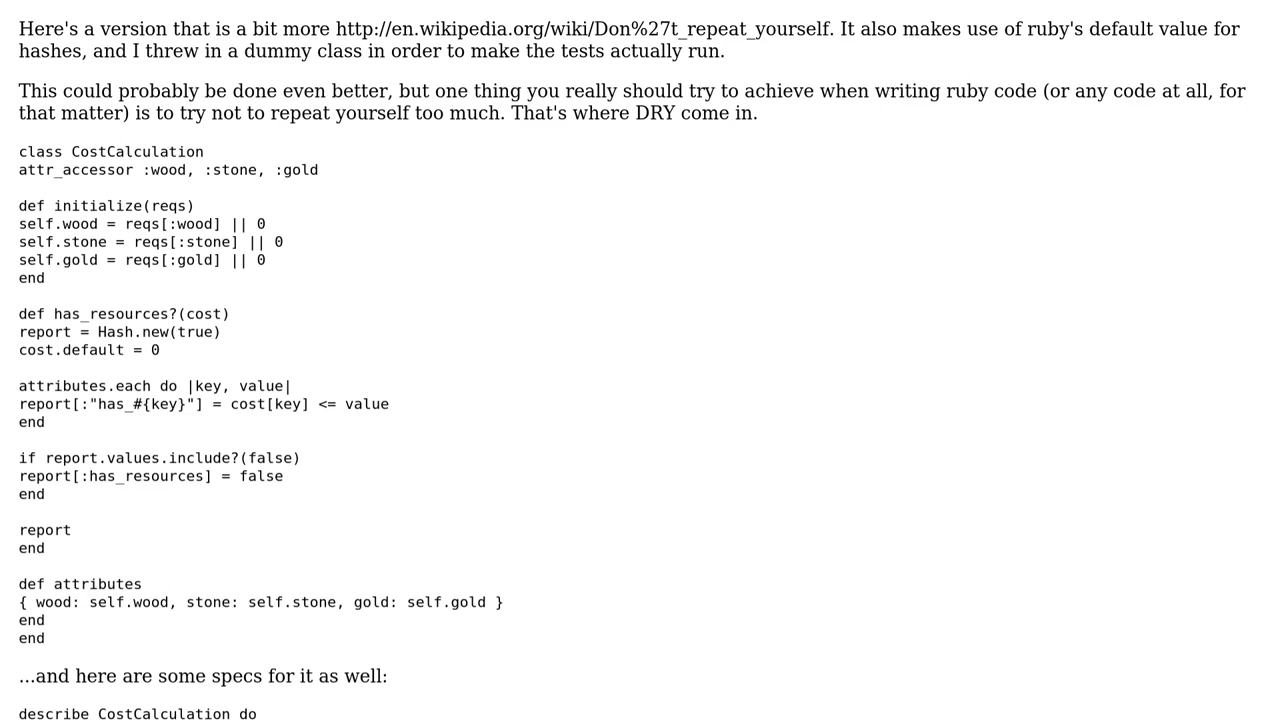 Here's a version that is a bit more http://en.wikipedia.org/wiki/Don%27t_repeat_yourself. It also makes use of ruby's default value for
hashes, and I threw in a dummy class in order to make the tests actually run.
This could probably be done even better, but one thing you really should try to achieve when writing ruby code (or any code at all, for
that matter) is to try not to repeat yourself too much. That's where DRY come in.
class CostCalculation
attr_accessor :wood, :stone, :gold
def initialize(reqs)
self.wood = reqs[:wood] || 0
self.stone = reqs[:stone] || 0
self.gold = reqs[:gold] || 0
end
def has_resources?(cost)
report = Hash.new(true)
cost.default = 0
attributes.each do |key, value|
report[:"has_#{key}"] = cost[key] <= value
end
if report.values.include?(false)
report[:has_resources] = false
end
report
end
def attributes
{ wood: self.wood, stone: self.stone, gold: self.gold }
end
end
...and here are some specs for it as well:
describe CostCalculation do